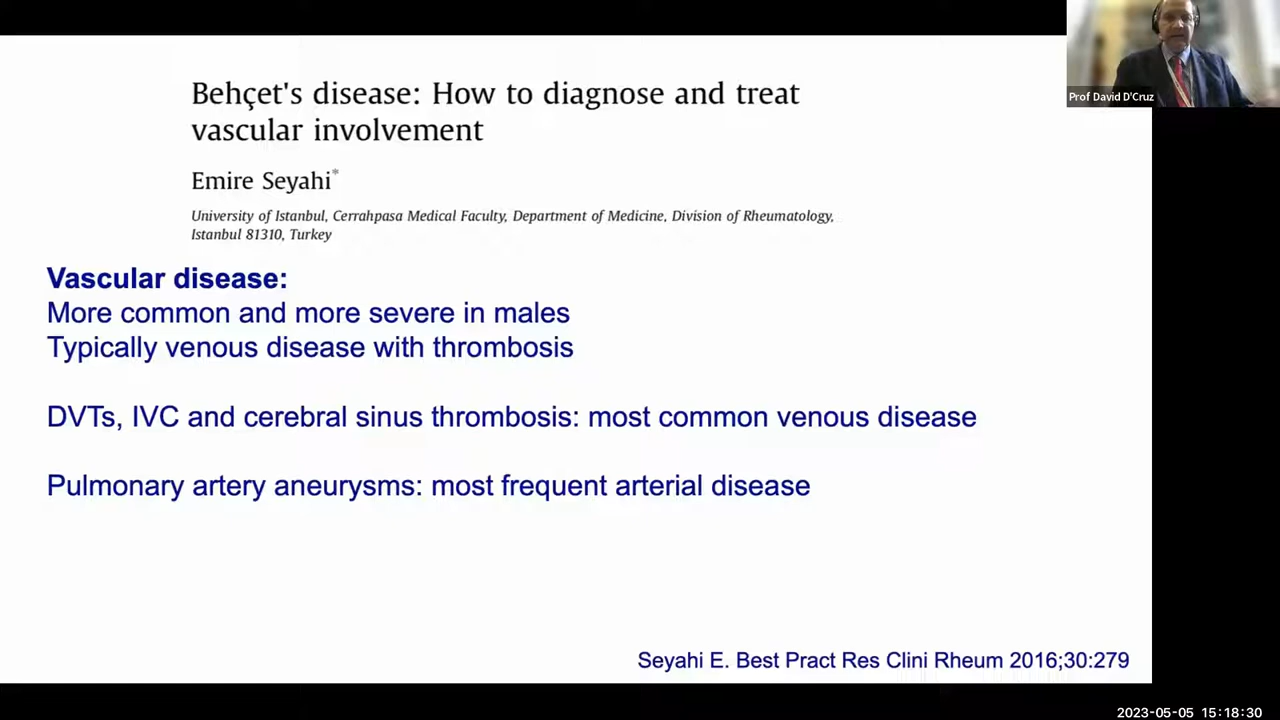 Behçet's disease: How to diagnose and treat
vascular involvement
Emire Seyahi*
University of Istanbul, Cerrahpasa Medical Faculty, Department of Medicine, Division of Rheumatology,
Istanbul 81310, Turkey
Vascular disease:
More common and more severe in males
Typically venous disease with thrombosis
DVTs, IVC and cerebral sinus thrombosis: most common venous disease
Pulmonary artery aneurysms: most frequent arterial disease
Seyahi E. Best Pract Res Clini Rheum 2016;30:279
Prof David D'Cruz
2023-05-05 15:18:30